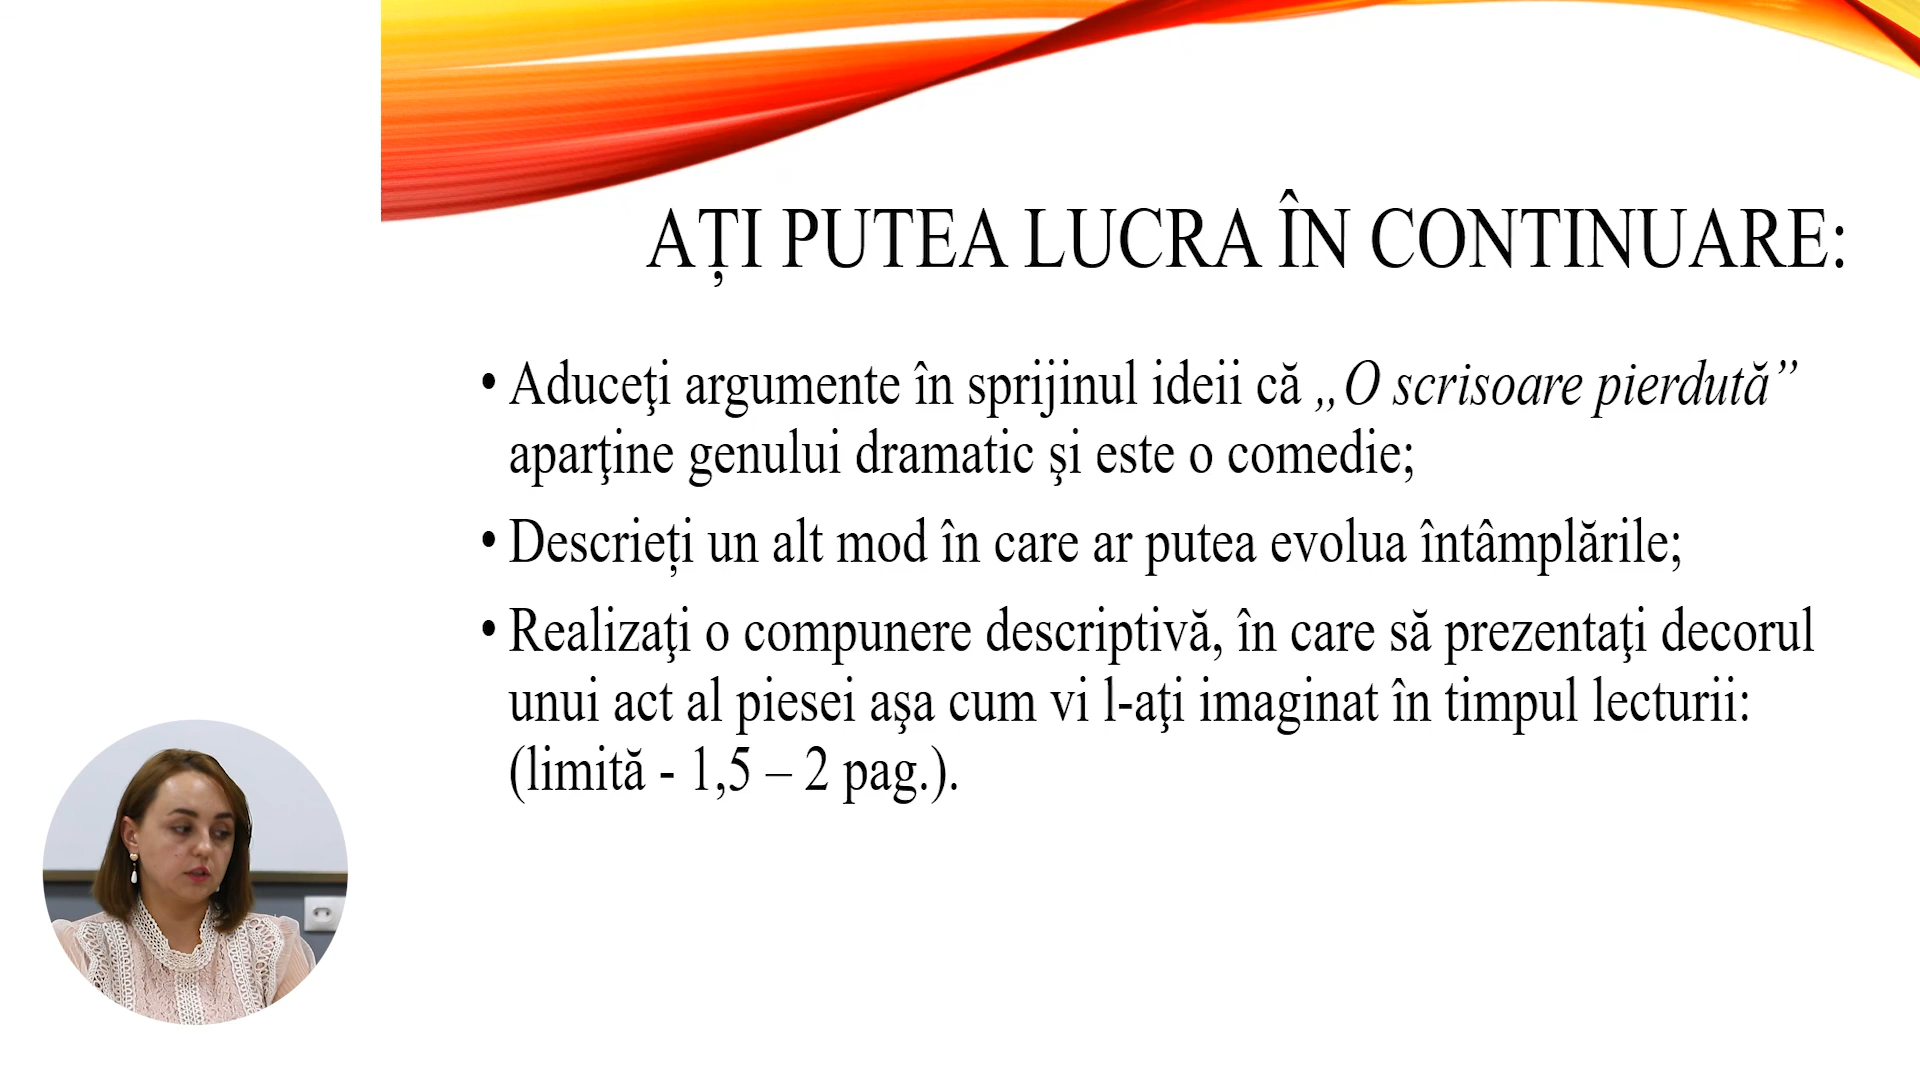 AȚI PUTEA LUCRA ÎN CONTINUARE:
• Aduceţi argumente în sprijinul ideii că „O scrisoare pierdută”
aparţine genului dramatic şi este o comedie;
• Descrieți un alt mod în care ar putea evolua întâmplările;
• Realizaţi o compunere descriptivă, în care să prezentaţi decorul
unui act al piesei aşa cum vi l-aţi imaginat în timpul lecturii:
(limită - 1,5 – 2 pag.).